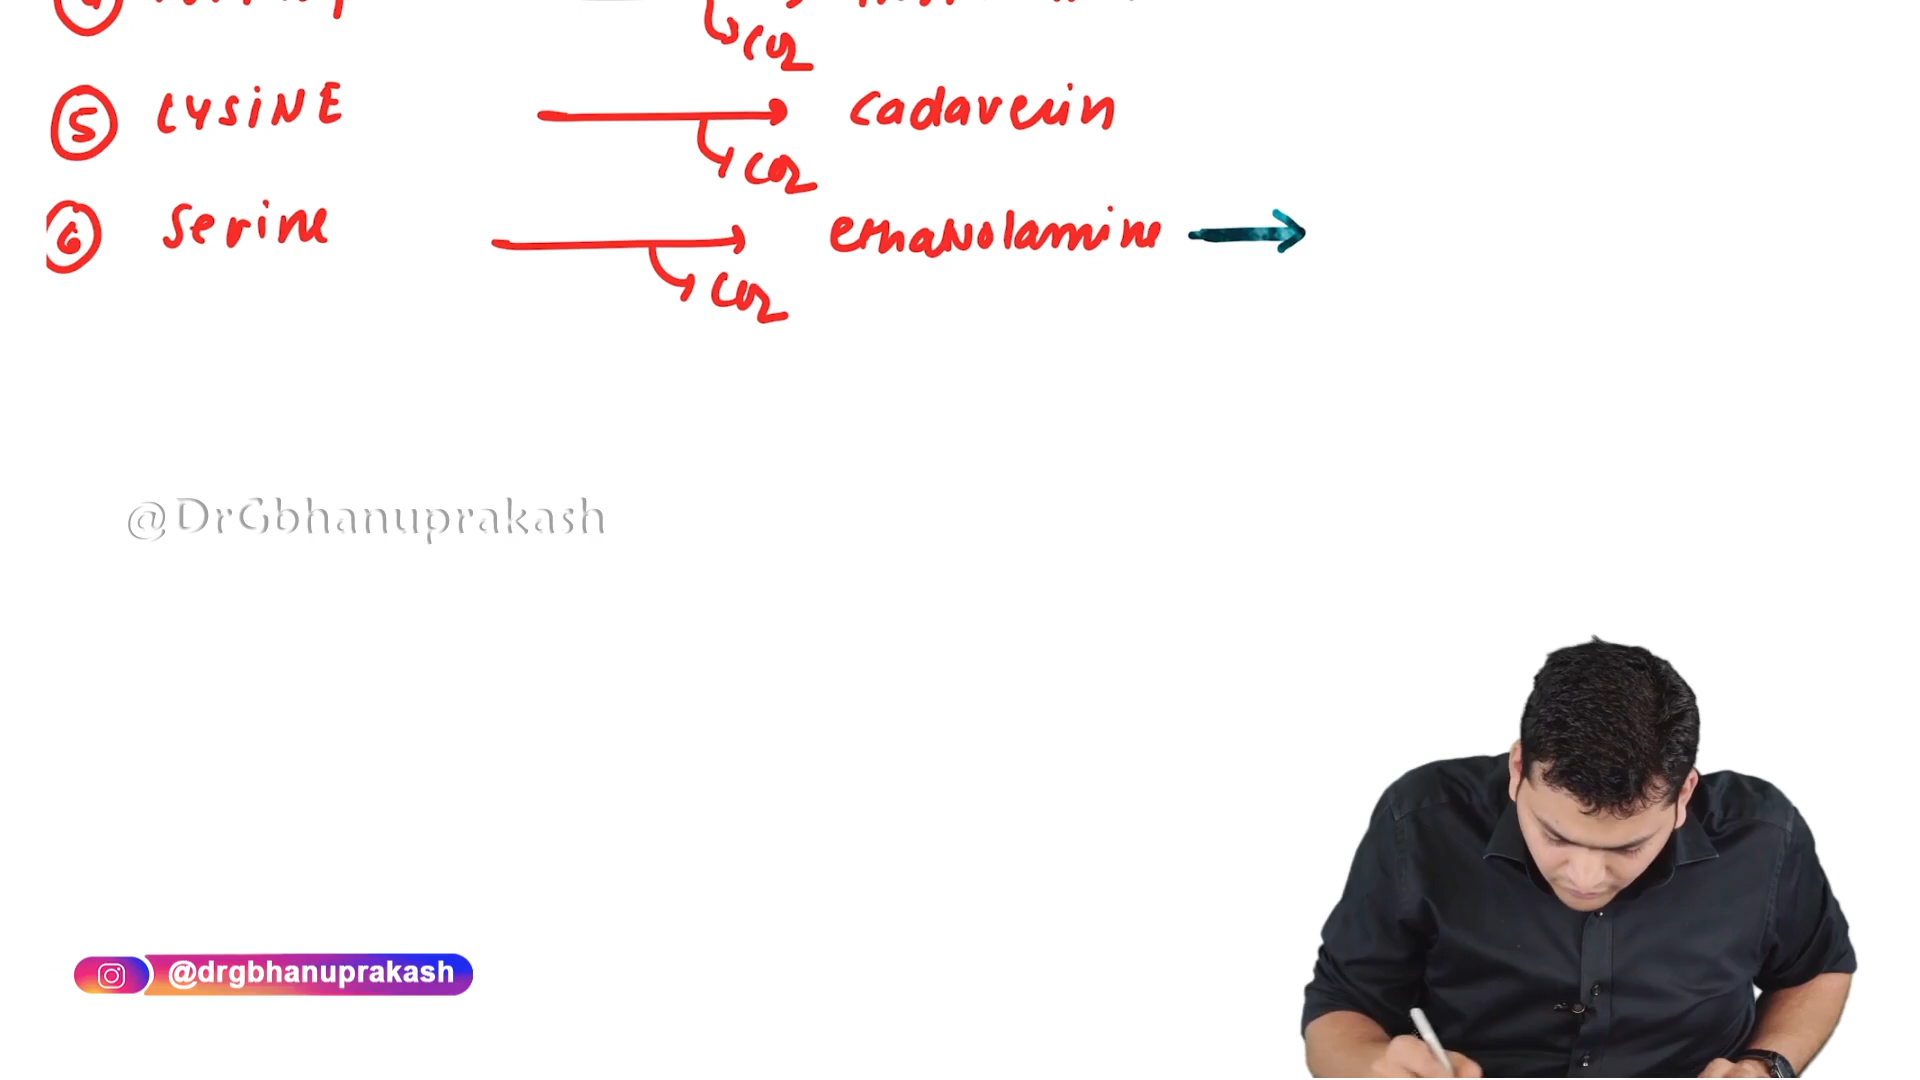 CO2
5 LYSINE Cadaverin
CO2
6 Serine ethanolamine
CO2
@DrGbhanuprakash
@drgbhanuprakash